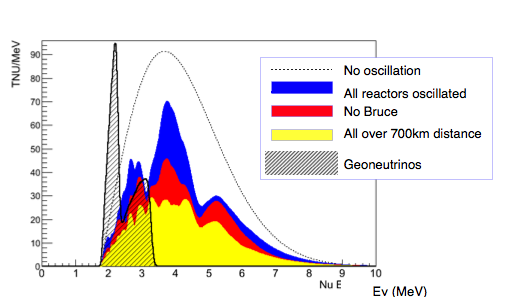 TNU/MeV
90
80
70
60
50
40
30
20
10
0
0 1 2 3 4 5 6 7 8 9 10
Nu E
Eν (MeV)
No oscillation
All reactors oscillated
No Bruce
All over 700km distance
Geoneutrinos